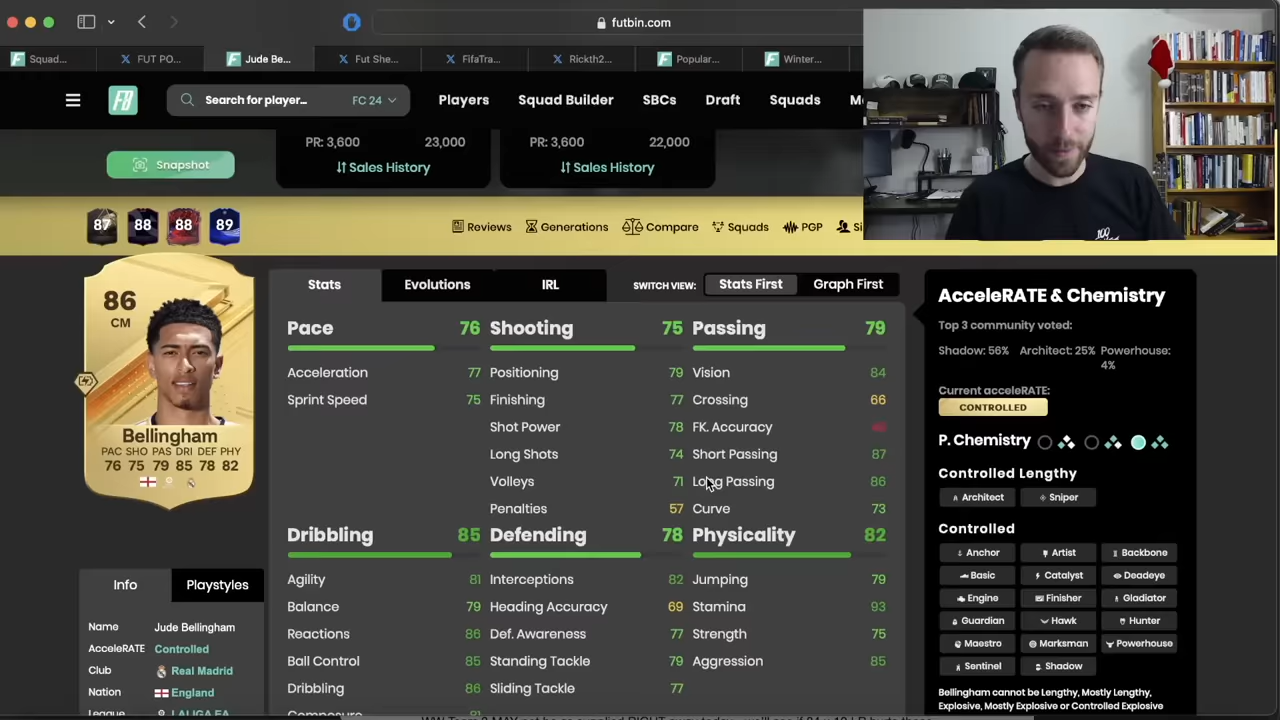 futbin.com
Squad...
FUT PO...
Jude Be...
Fut She...
FifaTra...
Rickth2...
Popular...
Winter...
FB
Search for player...
FC 24
Players
Squad Builder
SBCs
Draft
Squads
Snapshot
PR: 3,600 23,000
Sales History
PR: 3,600 22,000
Sales History
87 88 88 89
Reviews
Generations
Compare
Squads
PGP
86
CM
Bellingham
PAC SHO PAS DRI DEF PHY
76 75 79 85 78 82
Stats
Evolutions
IRL
SWITCH VIEW:
Stats First
Graph First
Pace 76
Acceleration 77
Sprint Speed 75
Shooting 75
Positioning 79
Finishing 77
Shot Power 78
Long Shots 74
Volleys 71
Penalties 57
Passing 79
Vision 84
Crossing 66
FK. Accuracy
Short Passing 87
Long Passing 86
Curve 73
Dribbling 85
Agility 81
Balance 79
Reactions 86
Ball Control 85
Dribbling 86
Defending 78
Interceptions 82
Heading Accuracy 69
Def. Awareness 77
Standing Tackle 79
Sliding Tackle 77
Physicality 82
Jumping 79
Stamina 93
Strength 75
Aggression 85
Info
Playstyles
Name Jude Bellingham
AcceleRATE Controlled
Club Real Madrid
Nation England
AcceleRATE & Chemistry
Top 3 community voted:
Shadow: 56% Architect: 25% Powerhouse:
4%
Current acceleRATE:
CONTROLLED
P. Chemistry
Controlled Lengthy
Architect Sniper
Controlled
Anchor Artist Backbone
Basic Catalyst Deadeye
Engine Finisher Gladiator
Guardian Hawk Hunter
Maestro Marksman Powerhouse
Sentinel Shadow
Bellingham cannot be Lengthy, Mostly Lengthy,
Explosive, Mostly Explosive or Controlled Explosive